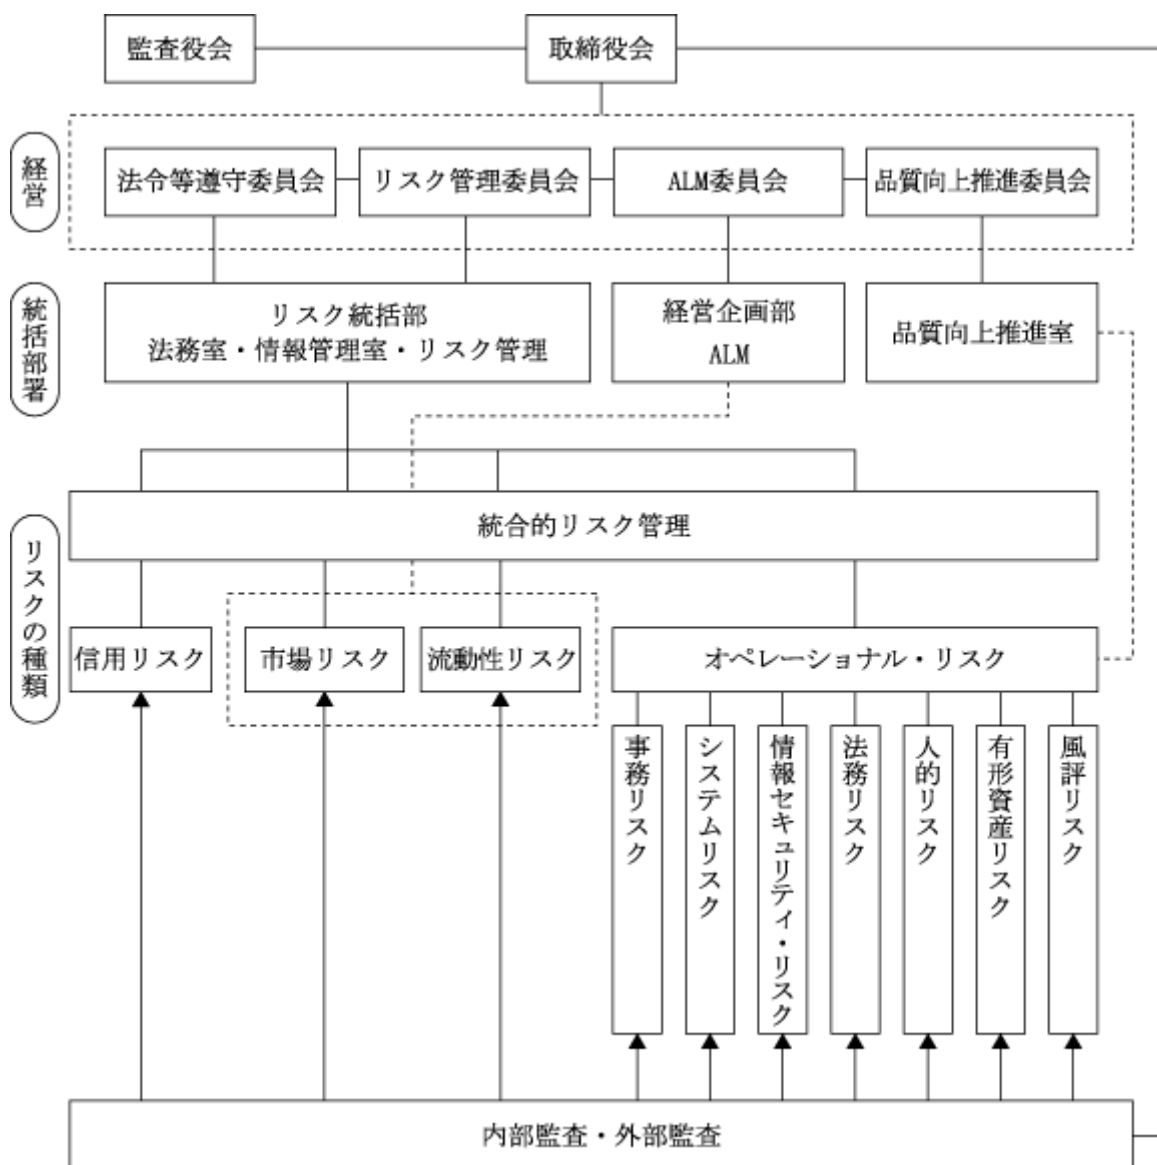 監査役会
取締役会
経営
法令等遵守委員会
リスク管理委員会
ALM委員会
品質向上推進委員会
統括部署
リスク統括部
法務室・情報管理室・リスク管理
経営企画部
ALM
品質向上推進室
リスクの種類
統合的リスク管理
信用リスク
市場リスク
流動性リスク
オペレーショナル・リスク
事務リスク
システムリスク
情報セキュリティ・リスク
法務リスク
人的リスク
有形資産リスク
風評リスク
内部監査・外部監査